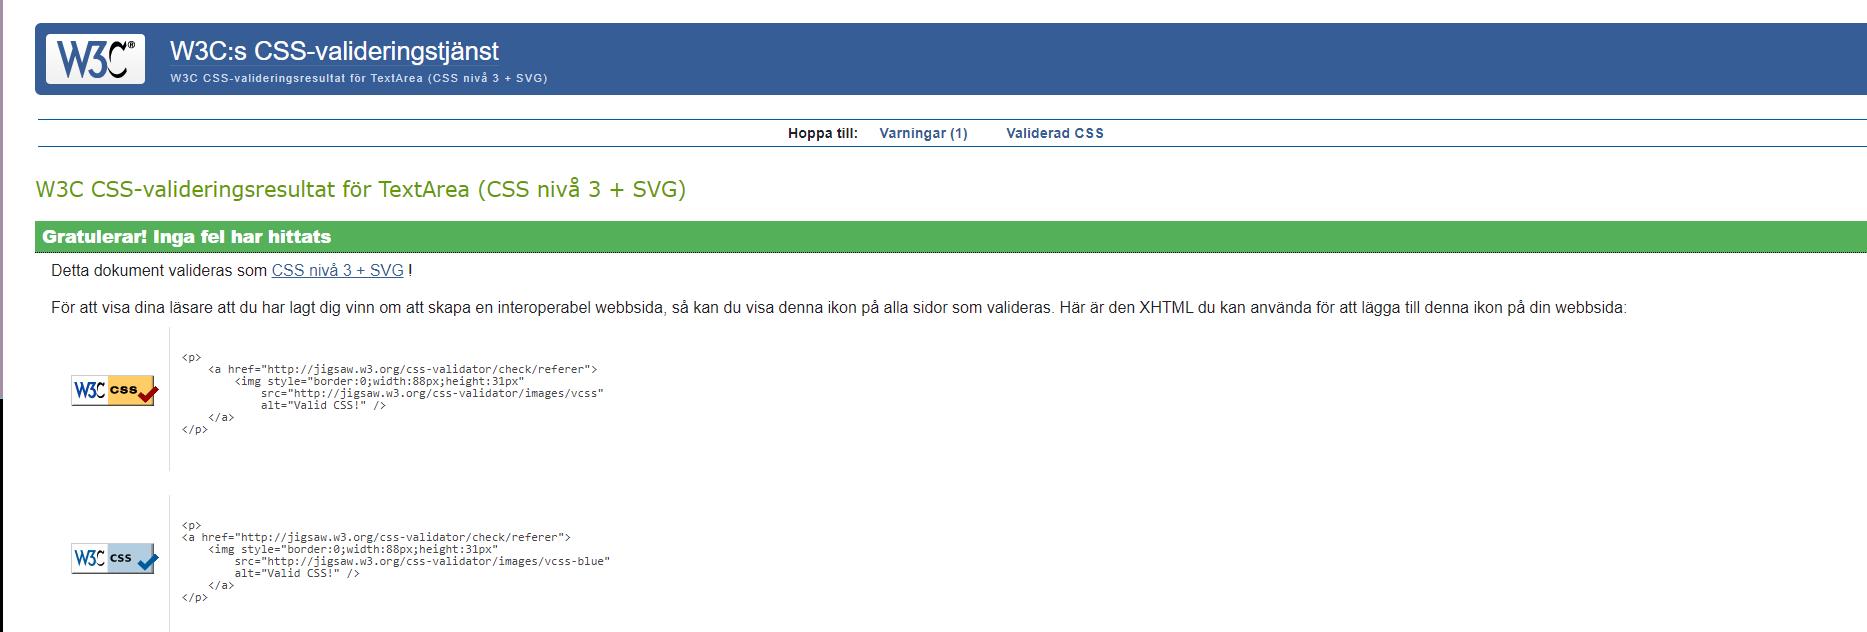 W3C® W3C:s CSS-valideringstjänst
W3C CSS-valideringsresultat för TextArea (CSS nivå 3 + SVG)
Hoppa till: Varningar (1) Validerad CSS
W3C CSS-valideringsresultat för TextArea (CSS nivå 3 + SVG)
Gratulerar! Inga fel har hittats
Detta dokument valideras som CSS nivå 3 + SVG !
För att visa dina läsare att du har lagt dig vinn om att skapa en interoperabel webbsida, så kan du visa denna ikon på alla sidor som valideras. Här är den XHTML du kan använda för att lägga till denna ikon på din webbsida:
W3C css
<p>
    <a href="http://jigsaw.w3.org/css-validator/check/referer">
        <img style="border:0;width:88px;height:31px"
            src="http://jigsaw.w3.org/css-validator/images/vcss"
            alt="Valid CSS!" />
    </a>
</p>
W3C css
<p>
<a href="http://jigsaw.w3.org/css-validator/check/referer">
    <img style="border:0;width:88px;height:31px"
        src="http://jigsaw.w3.org/css-validator/images/vcss-blue"
        alt="Valid CSS!" />
    </a>
</p>